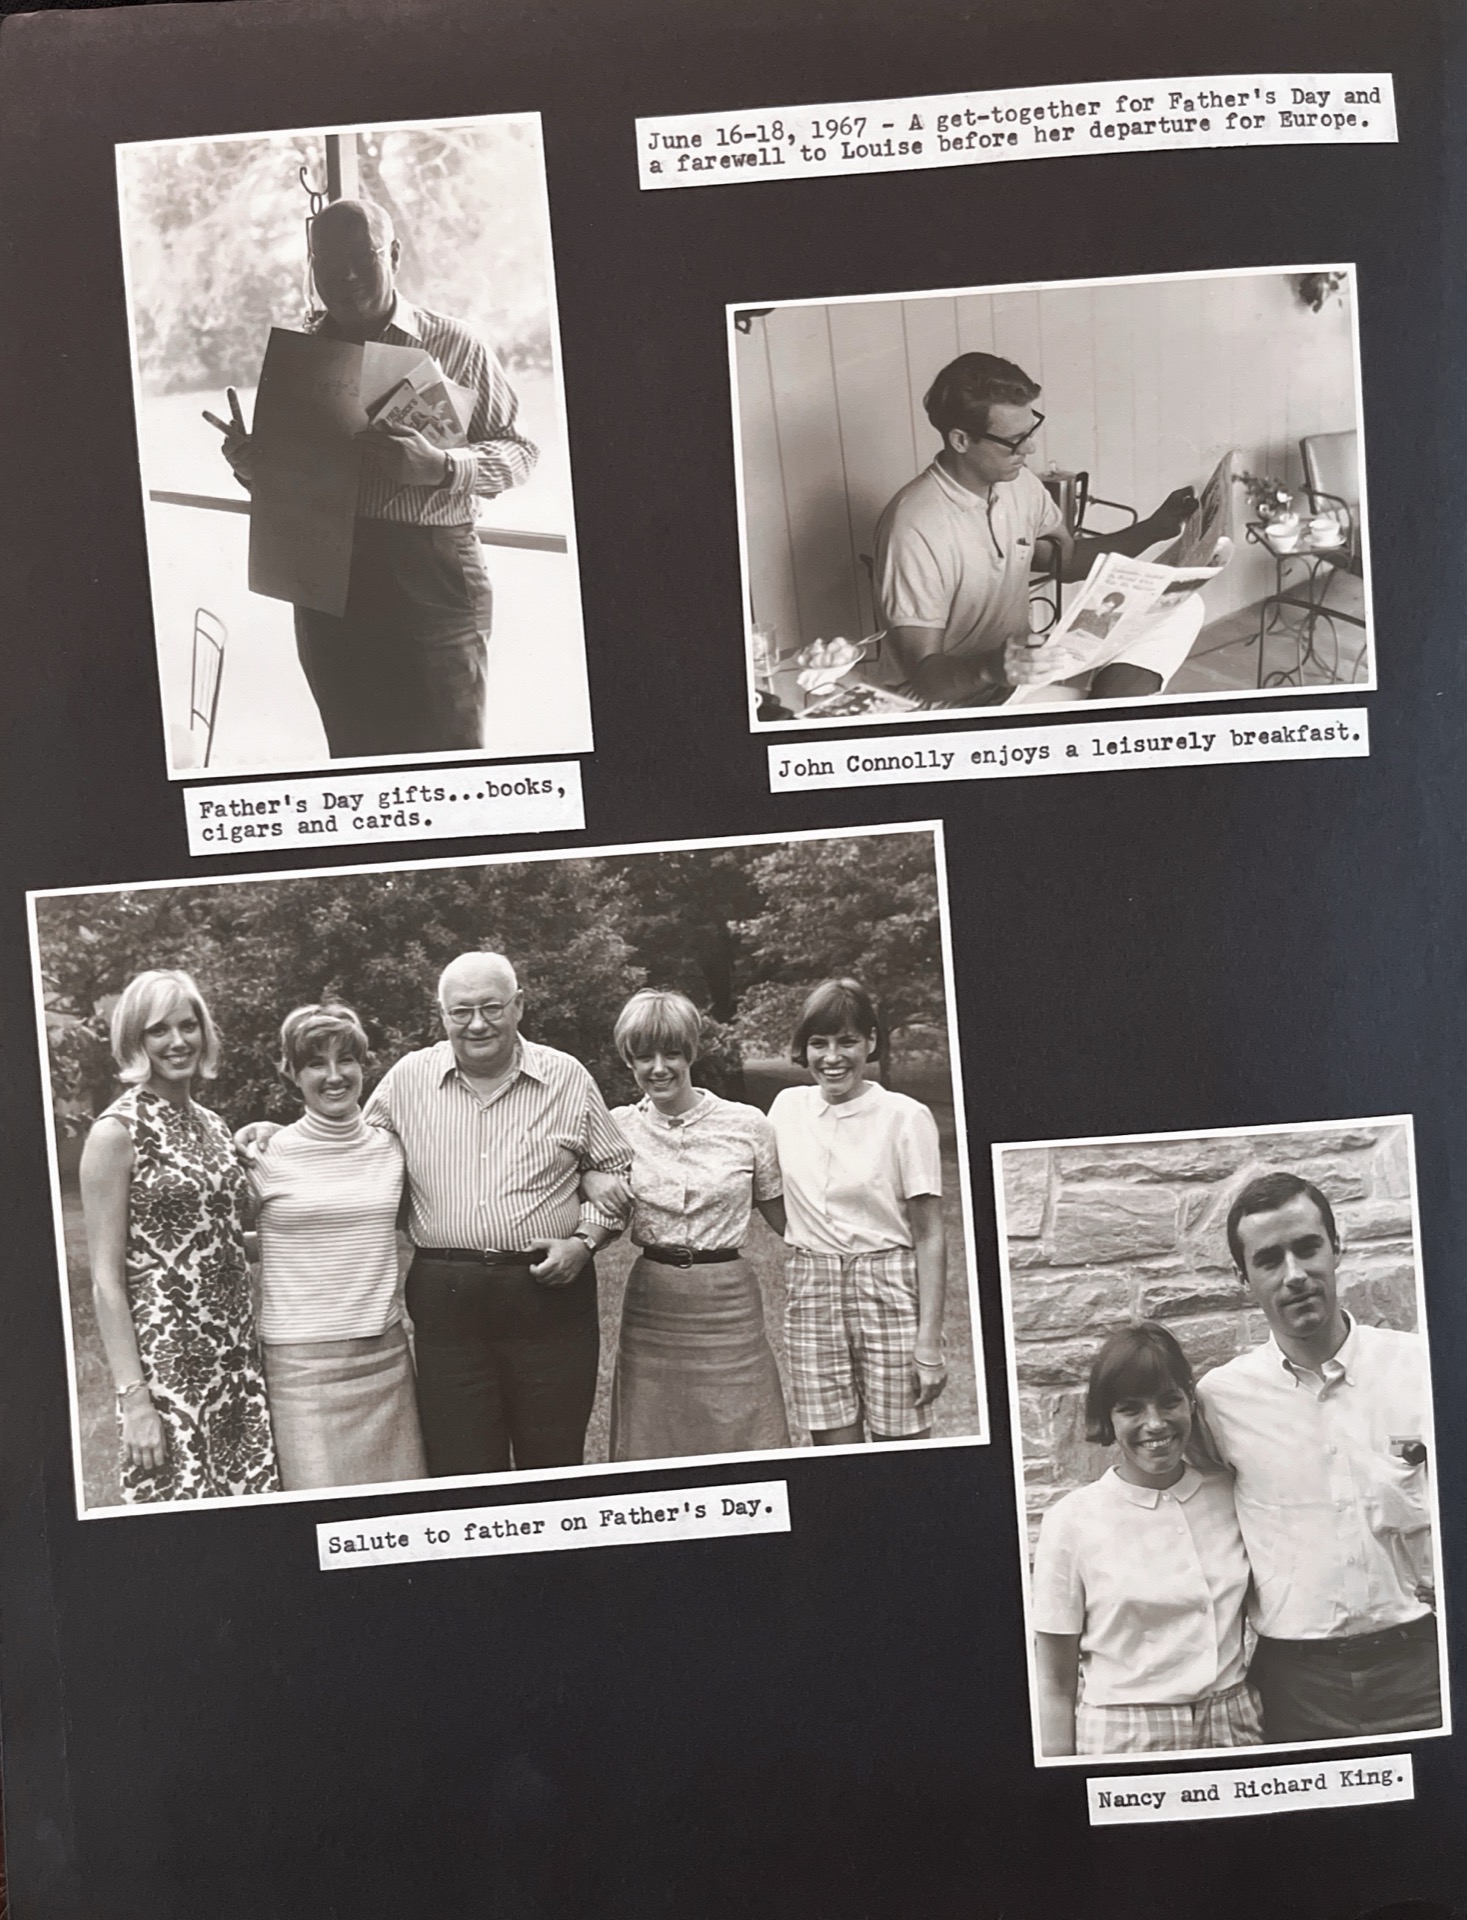 June 16-18, 1967 - A get-together for Father's Day and
a farewell to Louise before her departure for Europe.
Father's Day gifts...books,
cigars and cards.
John Connolly enjoys a leisurely breakfast.
Salute to father on Father's Day.
Nancy and Richard King.